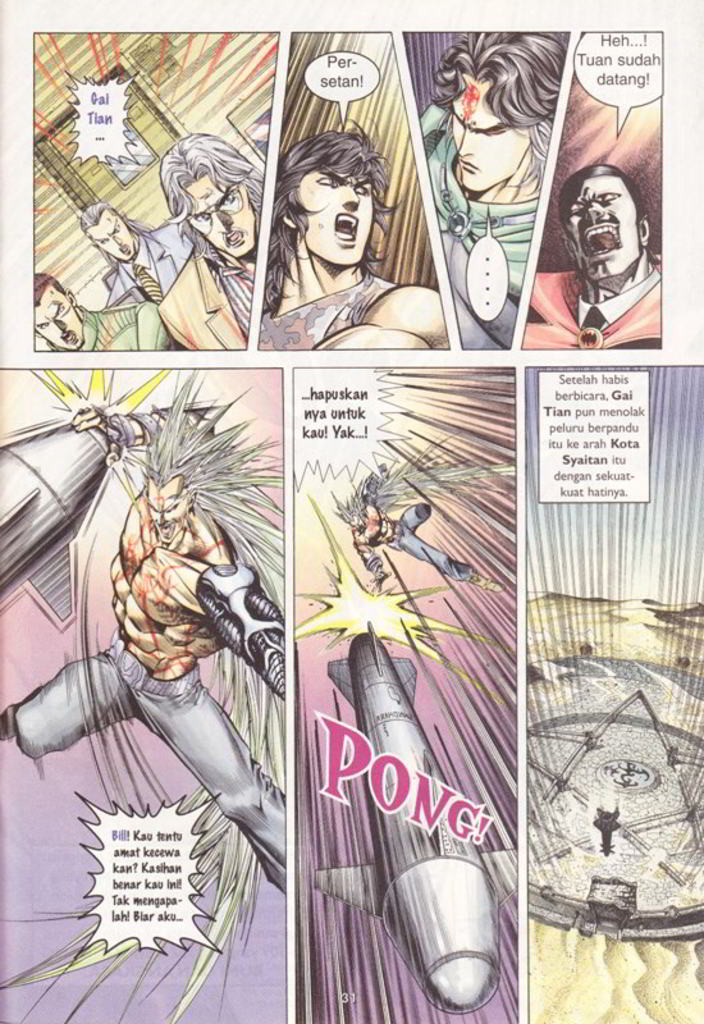 Gai
Tian
...
Per-
setan!
....
Heh...!
Tuan sudah
datang!
Bill! Kau tentu
amat kecewa
kan? Kasihan
benar kau ini!
Tak mengapa-
lah! Biar aku...
...hapuskan
nya untuk
kau! Yak...!
PONG!
Setelah habis
berbicara, Gai
Tian pun menolak
peluru berpandu
itu ke arah Kota
Syaitan itu
dengan sekuat-
kuat hatinya.
31